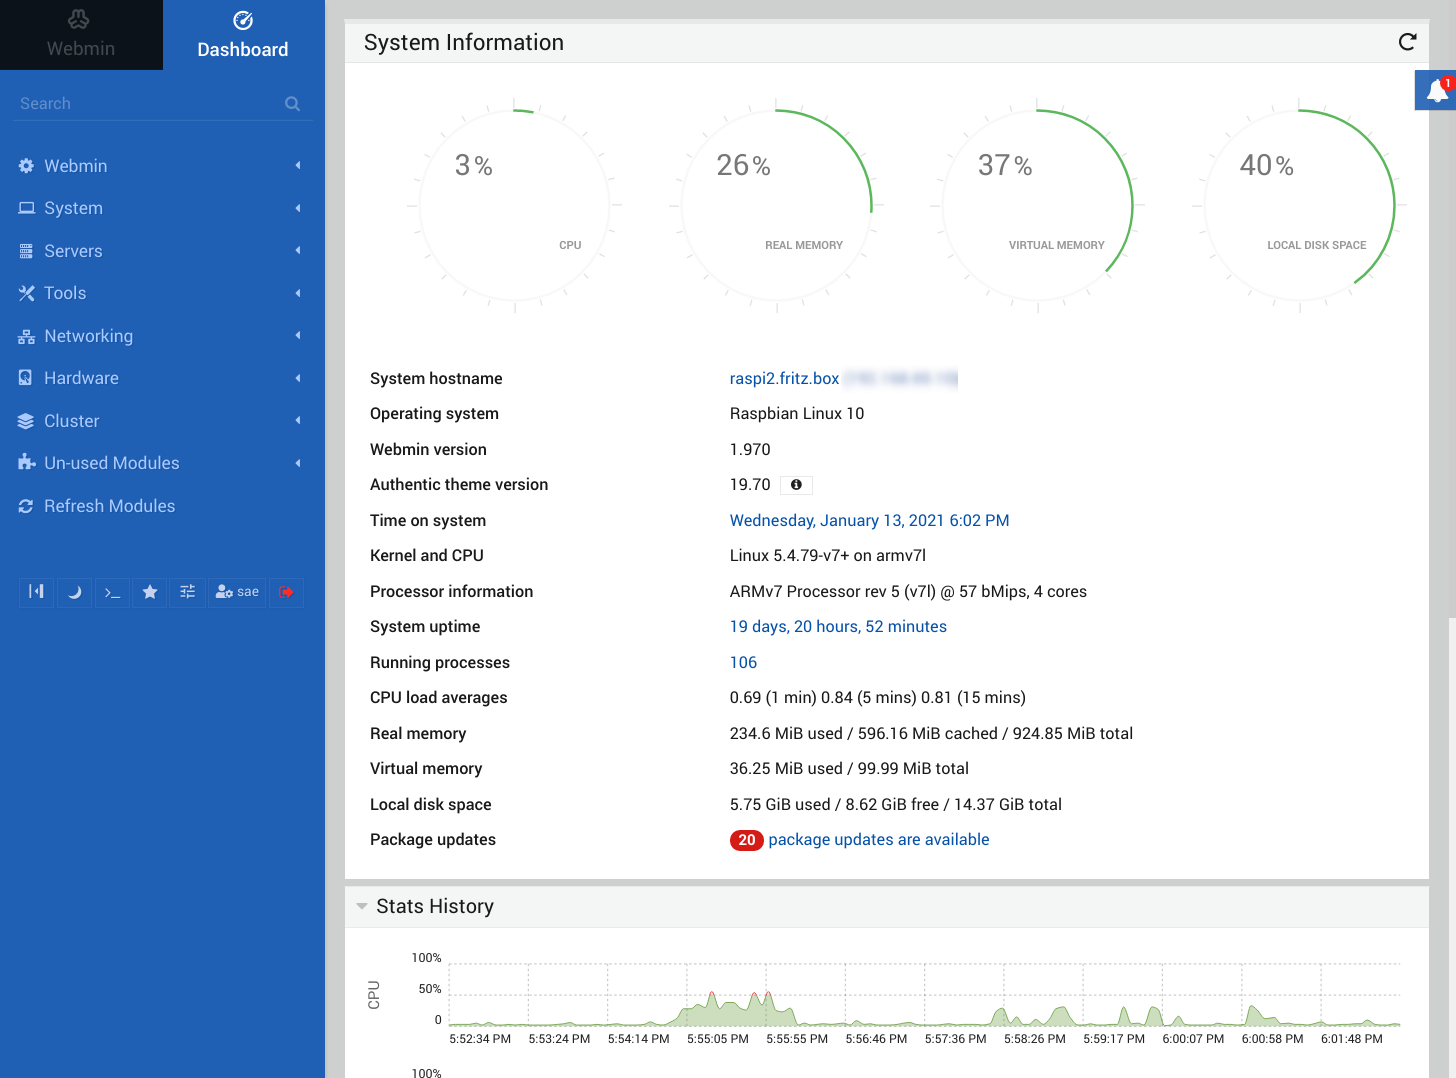 Webmin
Dashboard
Search
Webmin
System
Servers
Tools
Networking
Hardware
Cluster
Un-used Modules
Refresh Modules
sae
System Information
1
3%
CPU
26%
REAL MEMORY
37%
VIRTUAL MEMORY
40%
LOCAL DISK SPACE
System hostname raspi2.fritz.box
Operating system Raspbian Linux 10
Webmin version 1.970
Authentic theme version 19.70
Time on system Wednesday, January 13, 2021 6:02 PM
Kernel and CPU Linux 5.4.79-v7+ on armv7l
Processor information ARMv7 Processor rev 5 (v7l) @ 57 bMips, 4 cores
System uptime 19 days, 20 hours, 52 minutes
Running processes 106
CPU load averages 0.69 (1 min) 0.84 (5 mins) 0.81 (15 mins)
Real memory 234.6 MiB used / 596.16 MiB cached / 924.85 MiB total
Virtual memory 36.25 MiB used / 99.99 MiB total
Local disk space 5.75 GiB used / 8.62 GiB free / 14.37 GiB total
Package updates 20 package updates are available
Stats History
CPU
100%
50%
0
5:52:34 PM 5:53:24 PM 5:54:14 PM 5:55:05 PM 5:55:55 PM 5:56:46 PM 5:57:36 PM 5:58:26 PM 5:59:17 PM 6:00:07 PM 6:00:58 PM 6:01:48 PM
100%